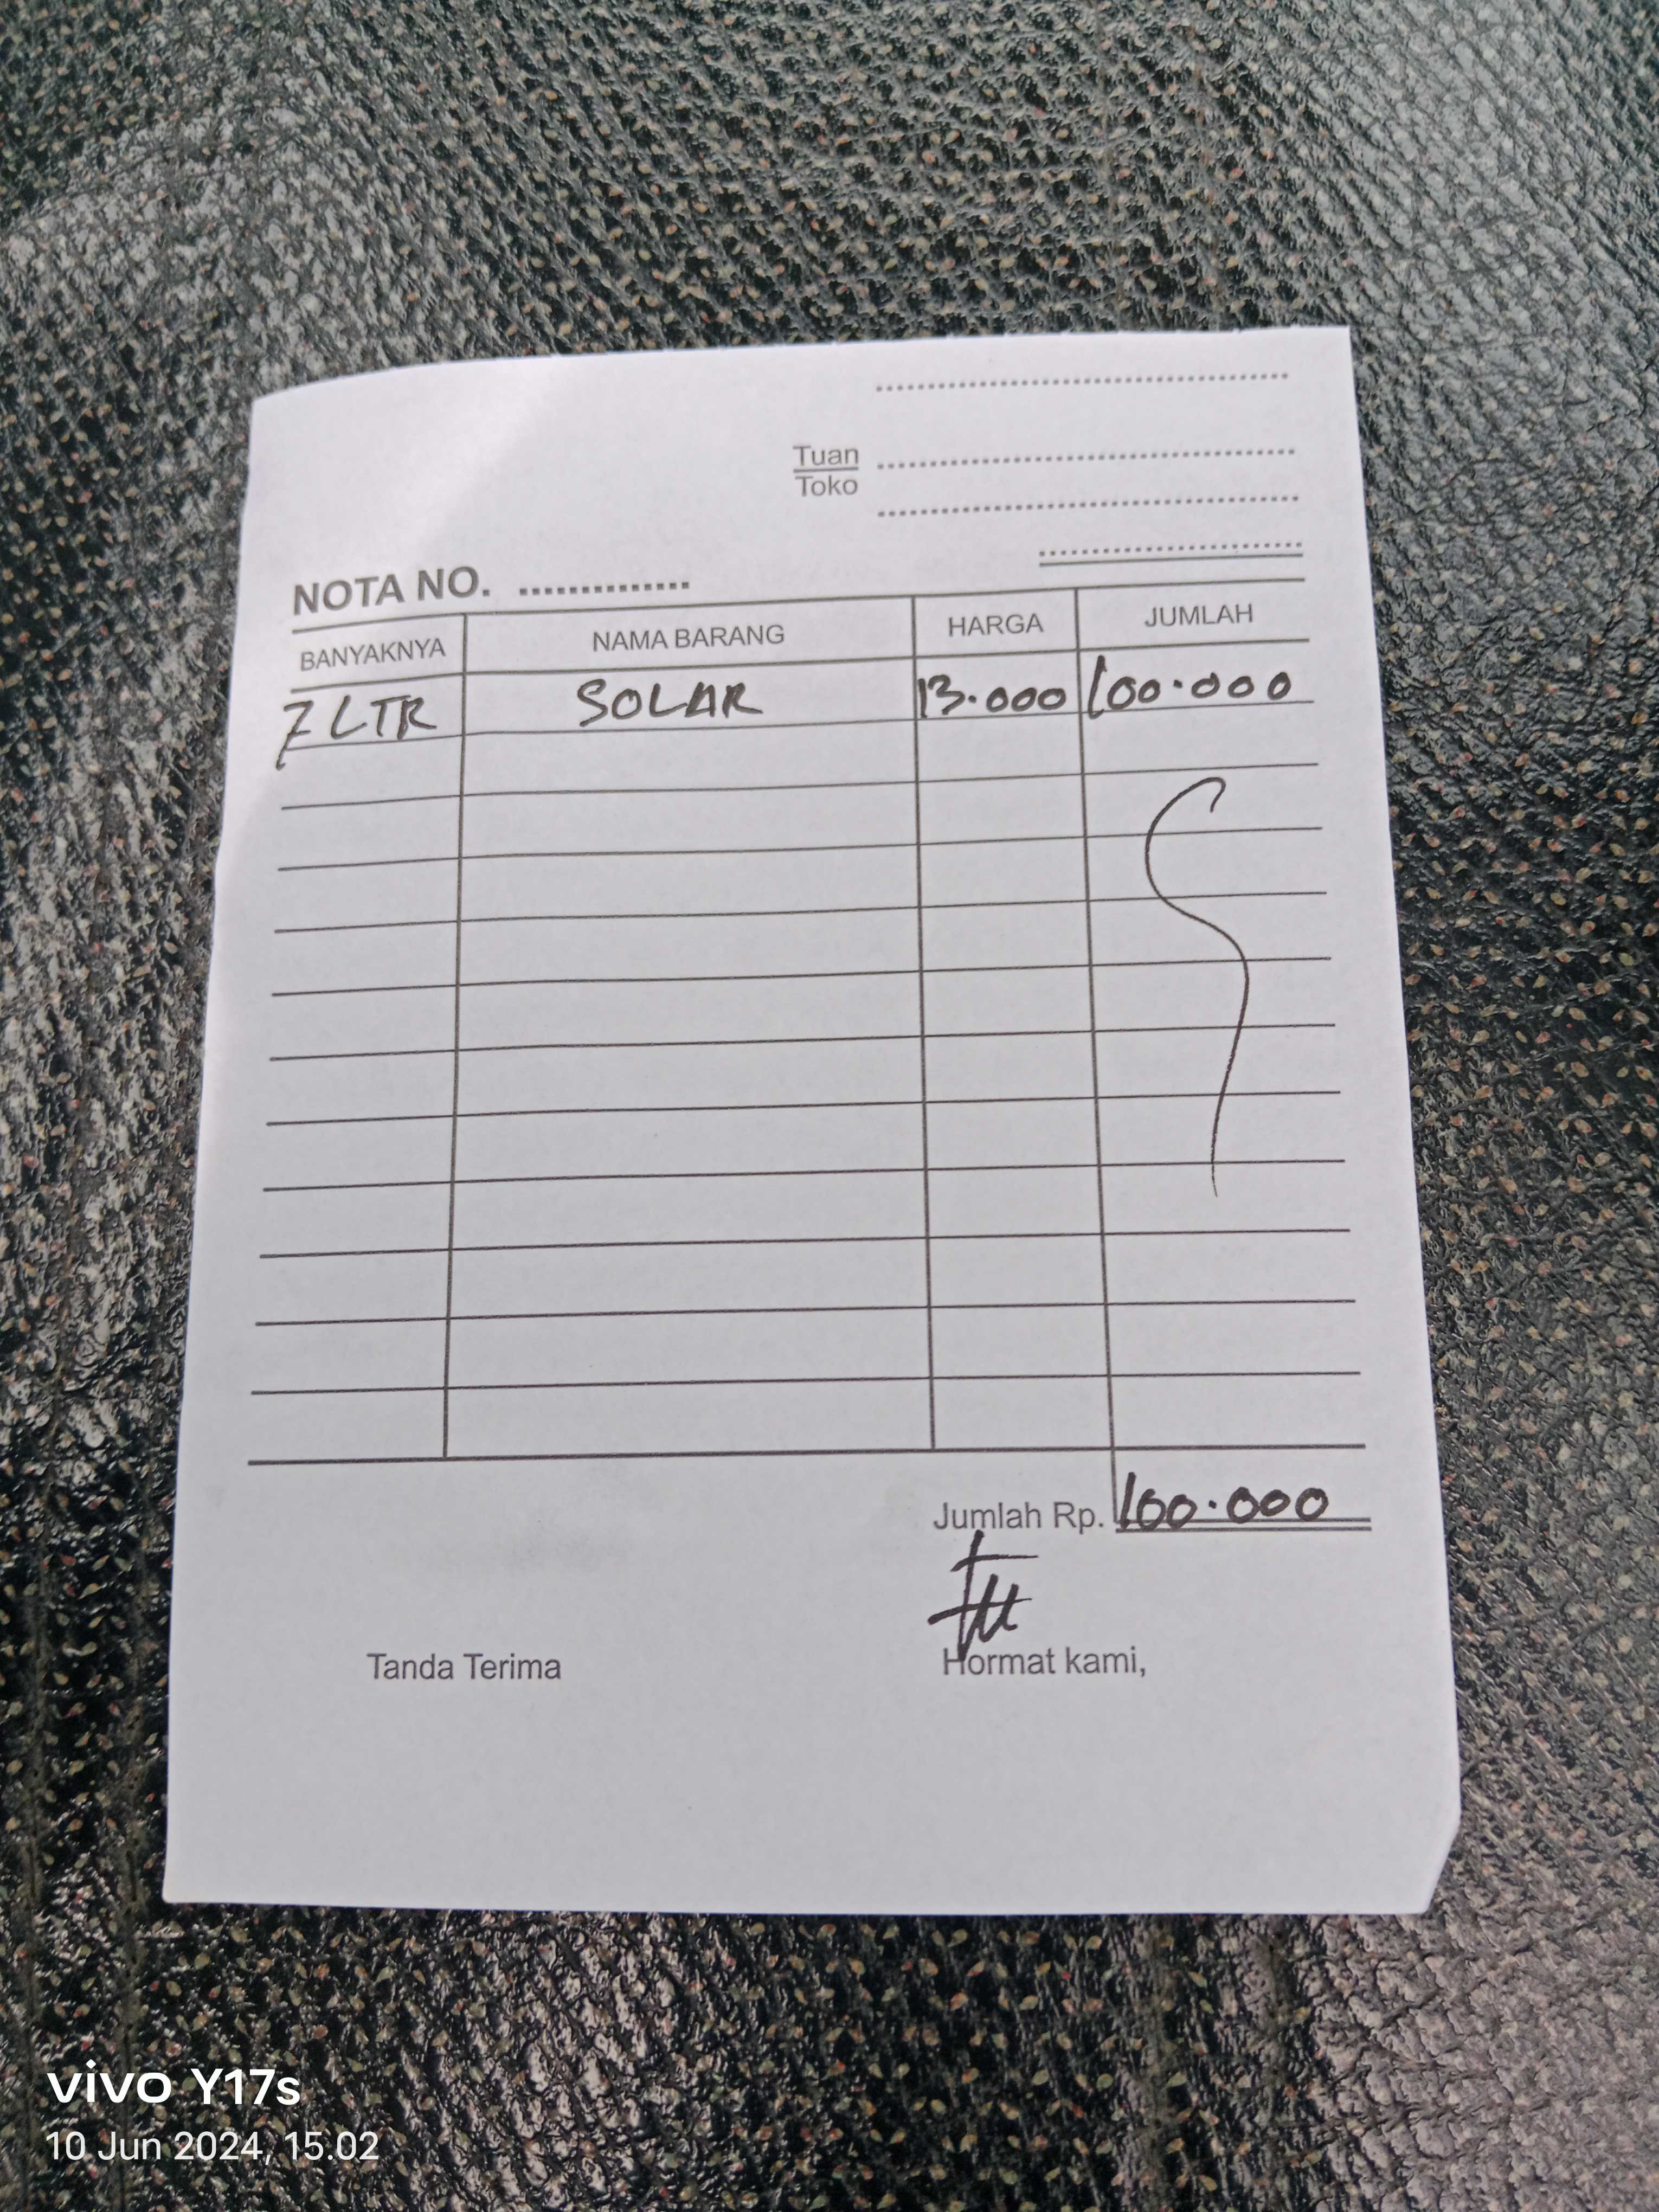 Tuan
Toko
NOTA NO. ..............
BANYAKNYA NAMA BARANG HARGA JUMLAH
7 LTR SOLAR 13.000 100.000
Jumlah Rp. 100.000
Tanda Terima Hormat kami,
vivo Y17s
10 Jun 2024, 15.02